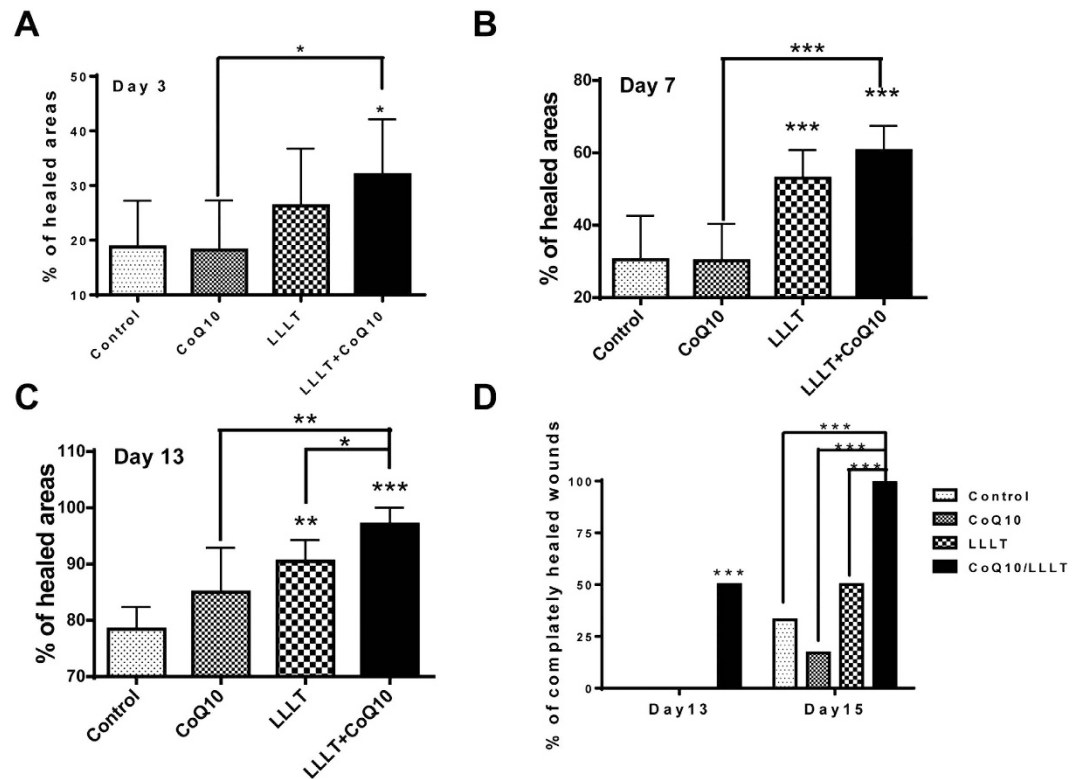 A
Day 3
*
*
% of healed areas
50
40
30
20
10
Control
CoQ10
LLLT
LLLT+CoQ10
B
Day 7
***
***
***
% of healed areas
80
60
40
20
Control
CoQ10
LLLT
LLLT+CoQ10
C
Day 13
**
*
**
***
% of healed areas
110
100
90
80
70
Control
CoQ10
LLLT
LLLT+CoQ10
D
***
***
***
***
% of complately healed wounds
100
75
50
25
0
Day13
Day15
Control
CoQ10
LLLT
CoQ10/LLLT